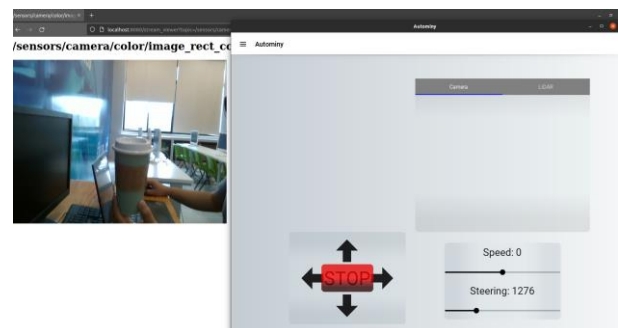 /sensors/camera/color/image_rect_co
Autominy
Autominy
Camera
LIDAR
STOP
Speed: 0
Steering: 1276